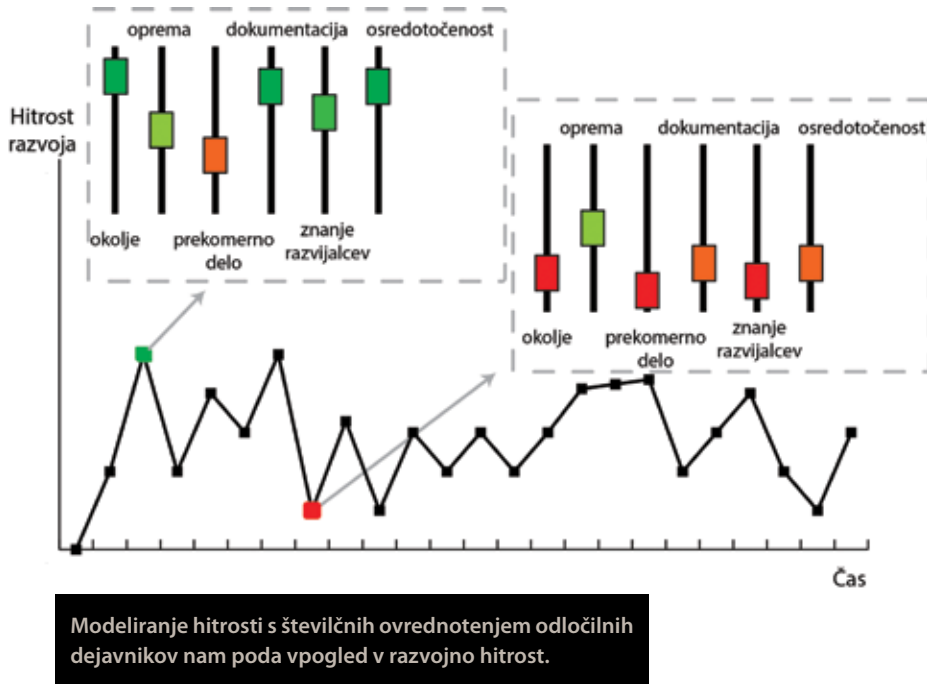 Hitrost
razvoja
oprema dokumentacija osredotočenost
okolje prekomerno
delo
znanje
razvijalcev
oprema dokumentacija osredotočenost
okolje prekomerno
delo
znanje
razvijalcev
Čas
Modeliranje hitrosti s številčnih ovrednotenjem odločilnih
dejavnikov nam poda vpogled v razvojno hitrost.